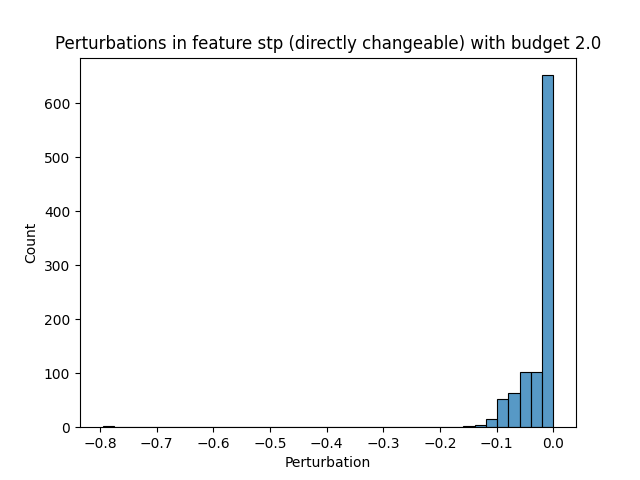 Perturbations in feature stp (directly changeable) with budget 2.0
600
500
400
300
200
100
0
Count
−0.8 −0.7 −0.6 −0.5 −0.4 −0.3 −0.2 −0.1 0.0
Perturbation